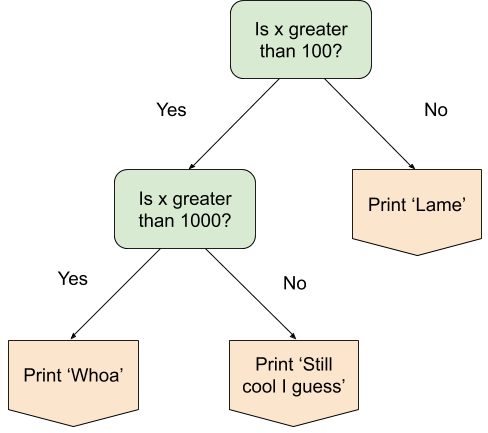 Is x greater
than 100?
Yes
No
Is x greater
than 1000?
Print ‘Lame’
Yes
No
Print ‘Whoa’
Print ‘Still
cool I guess’